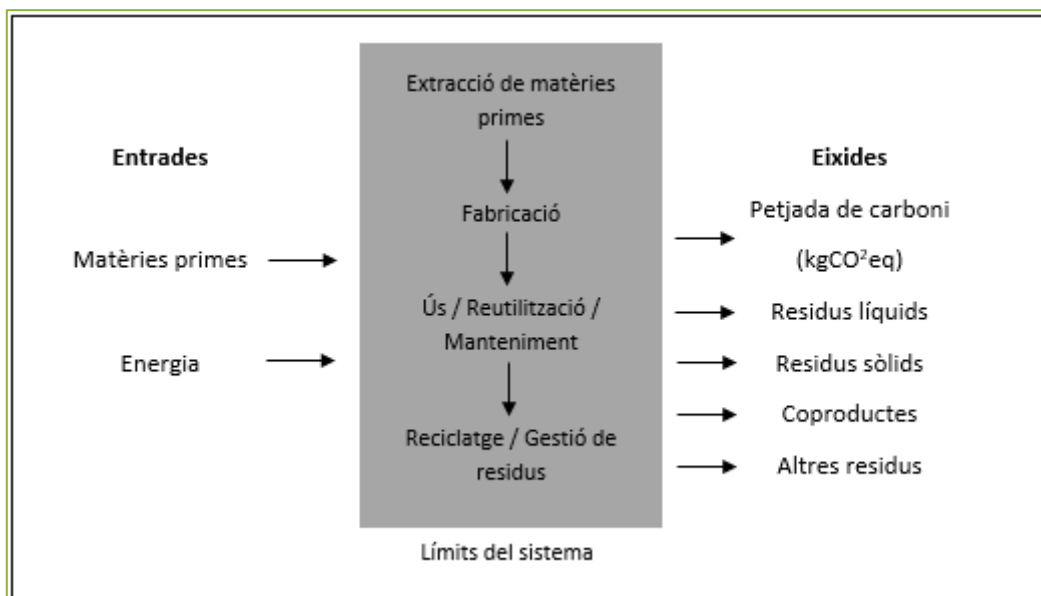 Entrades
Matèries primes
Energia
Extracció de matèries
primes
Fabricació
Ús / Reutilització /
Manteniment
Reciclatge / Gestió de
residus
Límits del sistema
Eixides
Petjada de carboni
(kgCO²eq)
Residus líquids
Residus sòlids
Coproductes
Altres residus